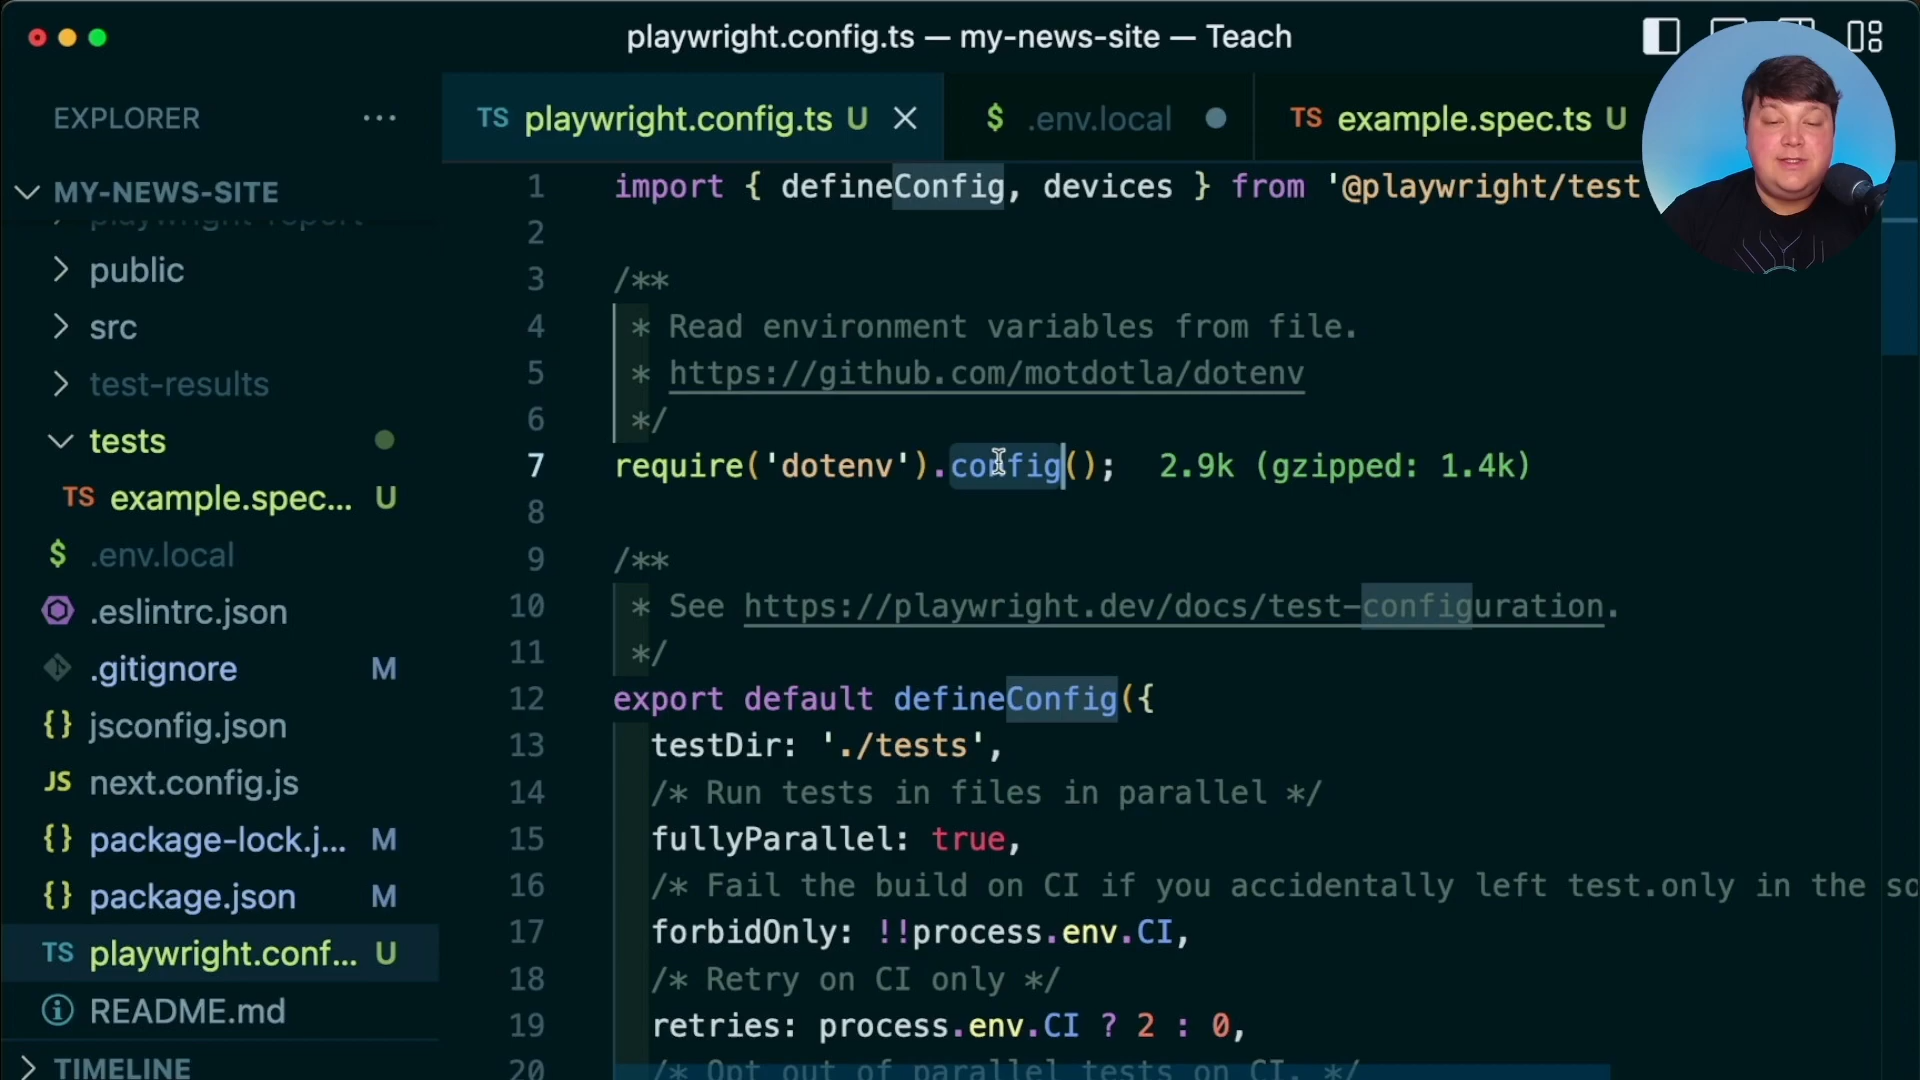 playwright.config.ts — my-news-site — Teach
EXPLORER
TS playwright.config.ts U
$ .env.local
TS example.spec.ts U
MY-NEWS-SITE
playwright-report
public
src
test-results
tests
TS example.spec... U
$ .env.local
.eslintrc.json
.gitignore M
{} jsconfig.json
JS next.config.js
{} package-lock.j... M
{} package.json M
TS playwright.conf... U
README.md
TIMELINE
1 import { defineConfig, devices } from '@playwright/test
2
3 /**
4 * Read environment variables from file.
5 * https://github.com/motdotla/dotenv
6 */
7 require('dotenv').config(); 2.9k (gzipped: 1.4k)
8
9 /**
10 * See https://playwright.dev/docs/test-configuration.
11 */
12 export default defineConfig({
13 testDir: './tests',
14 /* Run tests in files in parallel */
15 fullyParallel: true,
16 /* Fail the build on CI if you accidentally left test.only in the so
17 forbidOnly: !!process.env.CI,
18 /* Retry on CI only */
19 retries: process.env.CI ? 2 : 0,
20 /* Opt out of parallel tests on CI. */